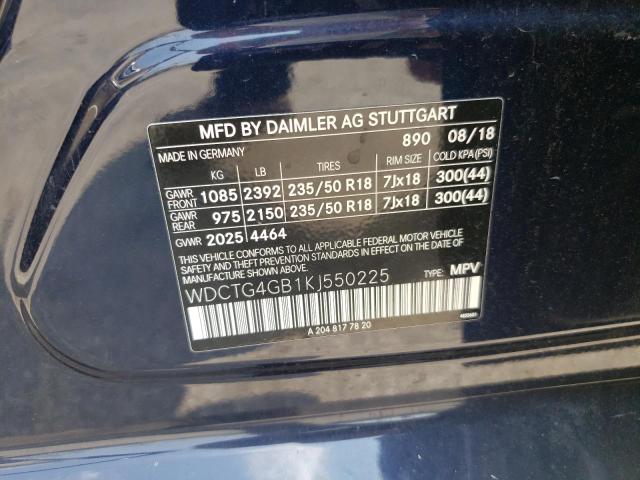 MFD BY DAIMLER AG STUTTGART
890 08/18
MADE IN GERMANY
KG LB TIRES RIM SIZE COLD KPA (PSI)
GAWR FRONT 1085 2392 235/50 R18 7Jx18 300(44)
GAWR REAR 975 2150 235/50 R18 7Jx18 300(44)
GVWR 2025 4464
THIS VEHICLE CONFORMS TO ALL APPLICABLE FEDERAL MOTOR VEHICLE
SAFETY, BUMPER, AND THEFT PREVENTION STANDARDS IN EFFECT ON THE DATE
OF MANUFACTURE SHOWN ABOVE.
WDCTG4GB1KJ550225 TYPE: MPV
A 204 817 78 20